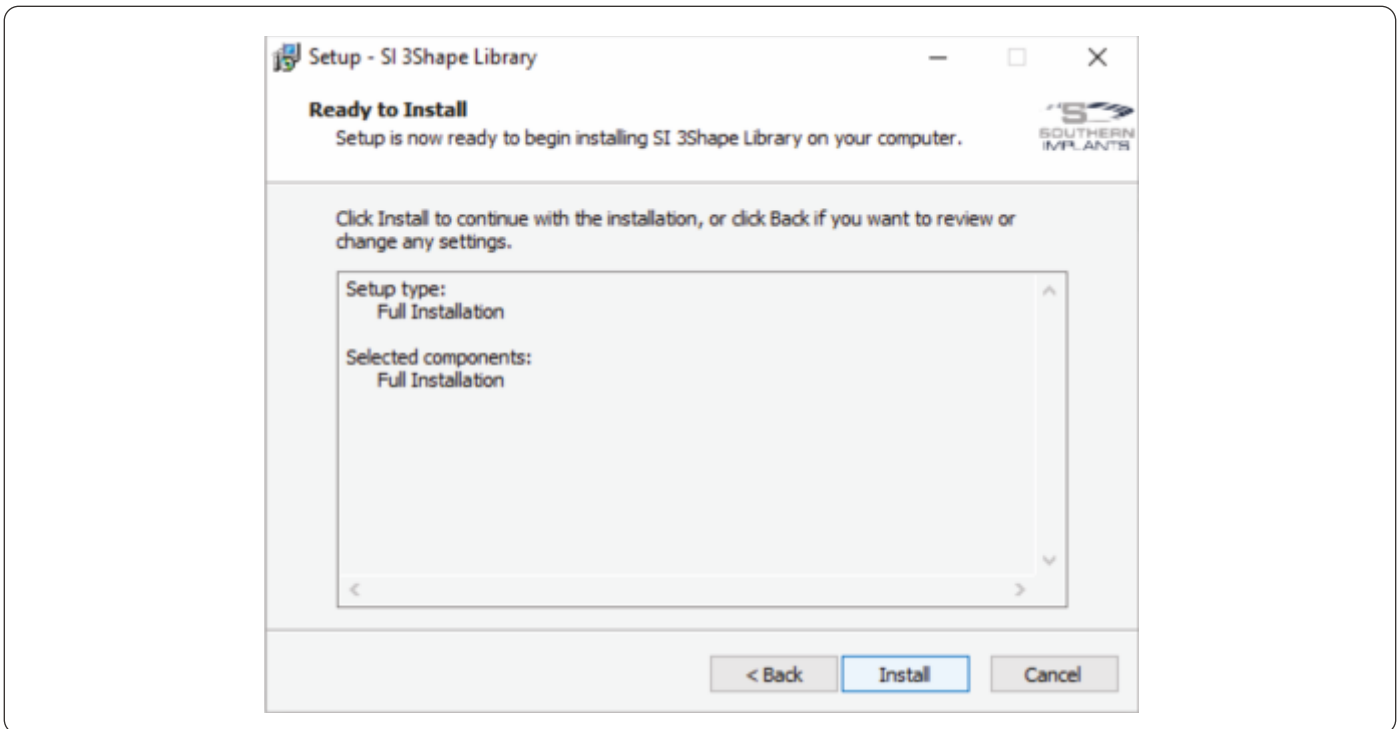 Setup - SI 3Shape Library
Ready to Install
Setup is now ready to begin installing SI 3Shape Library on your computer.
SOUTHERN
IMPLANTS
Click Install to continue with the installation, or click Back if you want to review or
change any settings.
Setup type:
Full Installation
Selected components:
Full Installation
< Back
Install
Cancel